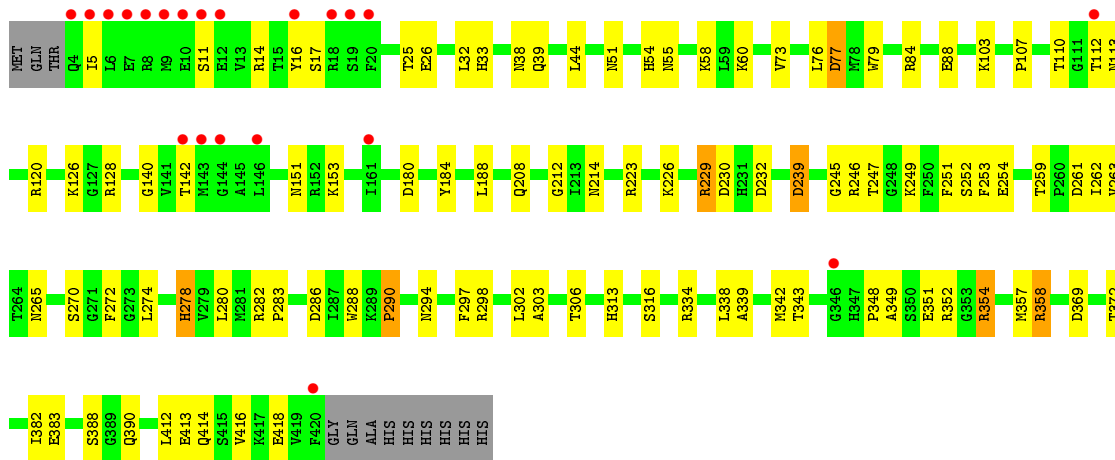 MET GLN THR Q4 I5 L6 E7 R8 M9 E10 S11 E12 V13 R14 T15 Y16 S17 R18 S19 F20 T25 E26 L32 H33 N38 Q39 L44 N51 H54 N55 K58 L59 K60 V73 L76 D77 M78 W79 R84 E88 K103 P107 T110 G111 T112 N113
R120 K126 G127 R128 G140 V141 T142 M143 G144 A145 L146 N151 R152 K153 I161 D180 Y184 L188 Q208 G212 I213 N214 R223 K226 R229 D230 H231 D232 D239 G245 R246 T247 G248 K249 F250 F251 S252 F253 E254 T259 P260 D261 I262 V263
T264 N265 S270 G271 F272 G273 L274 H278 V279 L280 M281 R282 P283 D286 I287 W288 K289 P290 N294 F297 R298 L302 A303 T306 H313 S316 R334 L338 A339 M342 T343 G346 H347 P348 A349 S350 E351 R352 G353 R354 M357 R358 D369 T372
I382 E383 S388 G389 Q390 L412 E413 Q414 S415 V416 K417 E418 V419 F420 GLY GLN ALA HIS HIS HIS HIS HIS HIS